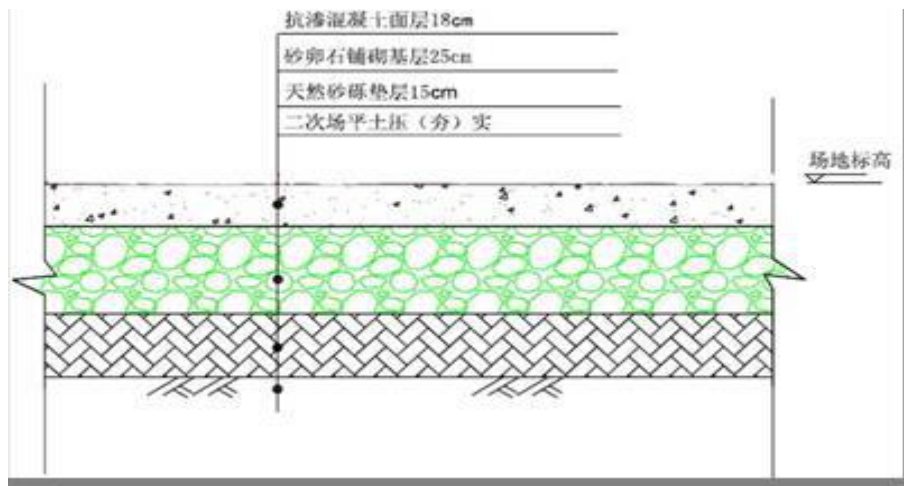 抗渗混凝土面层18cm
砂卵石铺砌基层25cm
天然砂砾垫层15cm
二次场平土压（夯）实
场地标高